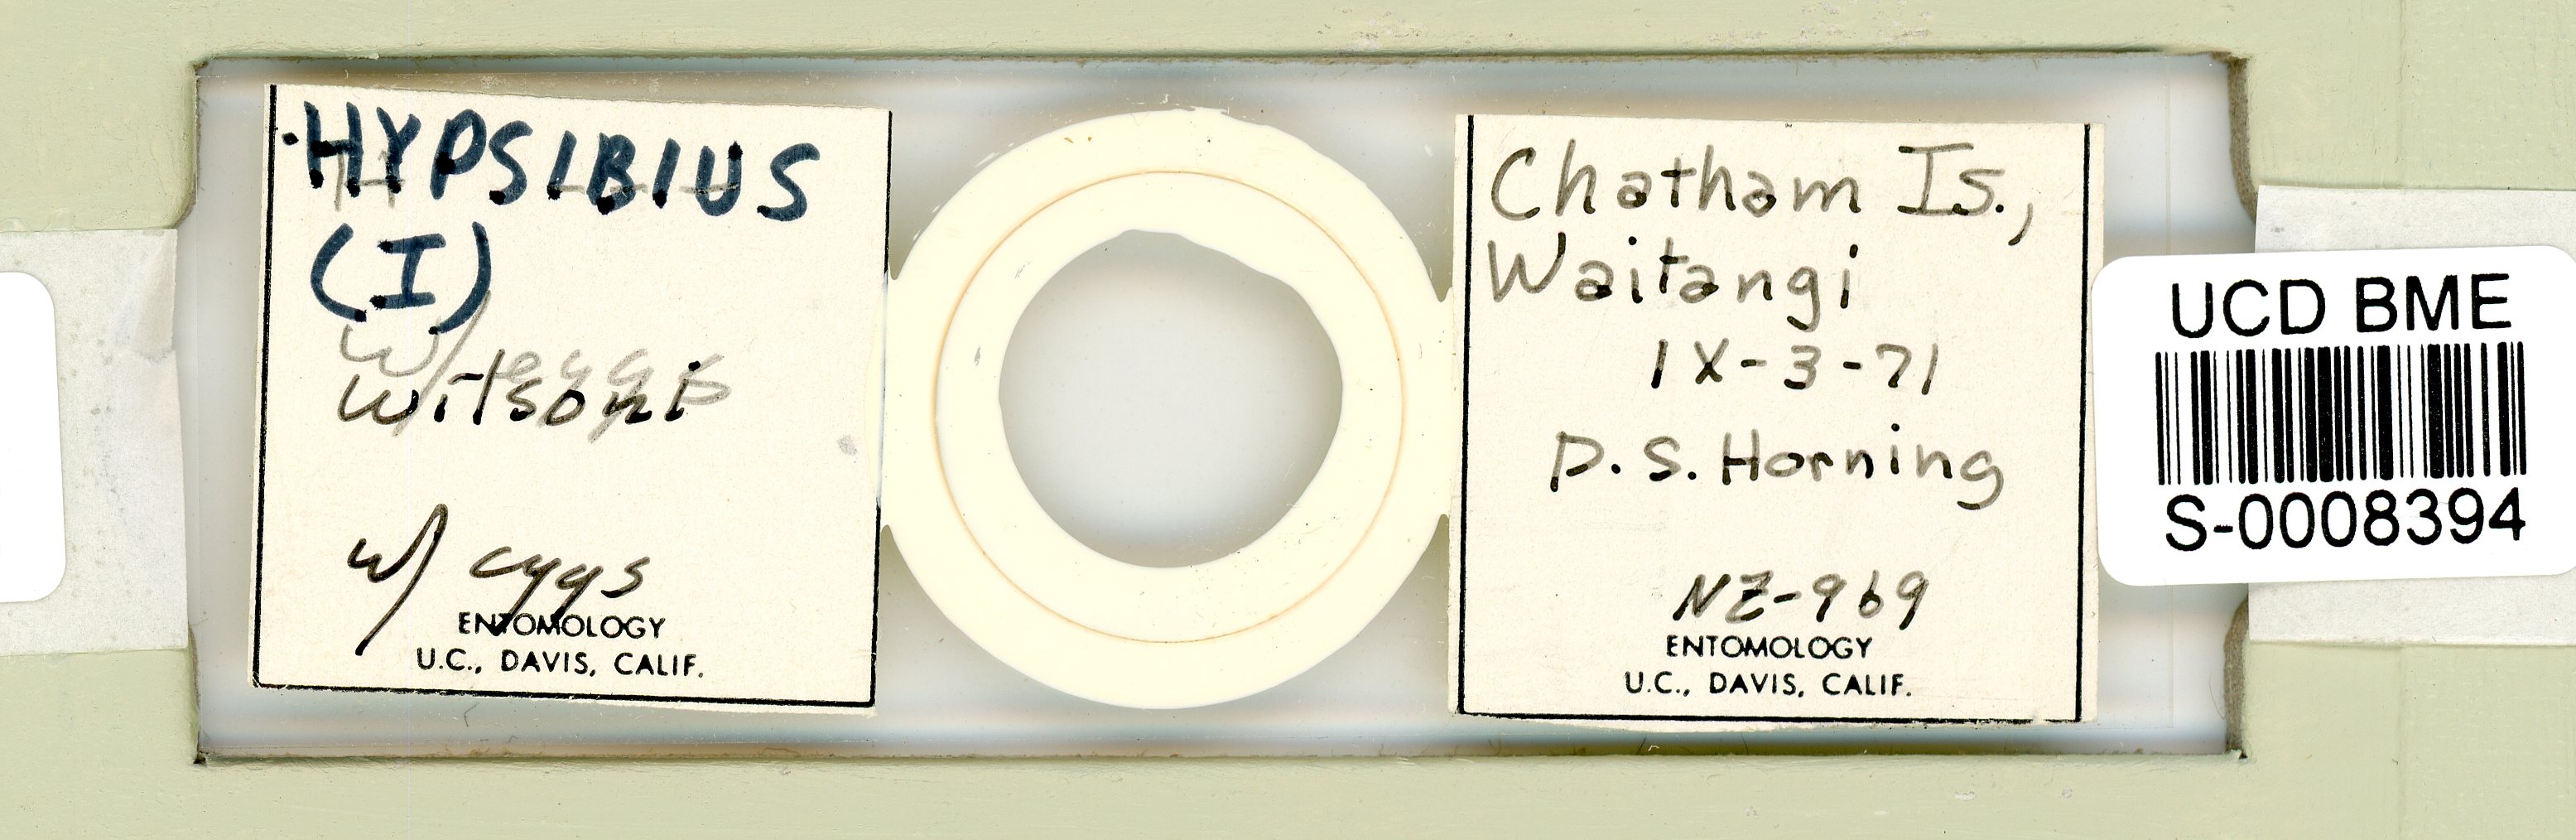 HYPSIBIUS
(I)
w/ eggs
wilsoni
w/ eggs
ENTOMOLOGY
U.C., DAVIS, CALIF.
Chatham Is.,
Waitangi
IX-3-71
D.S. Horning
NZ-969
ENTOMOLOGY
U.C., DAVIS, CALIF.
UCD BME
S-0008394